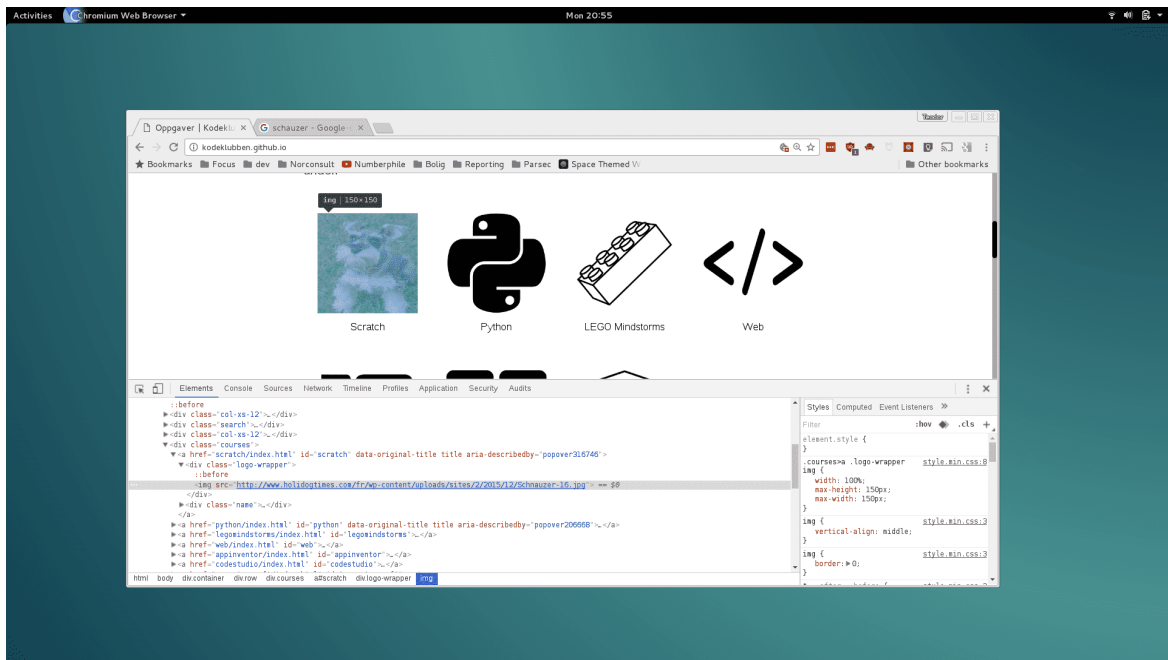 Activities Chromium Web Browser Mon 20:55
Oppgaver | Kodeklu × schauzer - Google- ×
kodeklubben.github.io
Bookmarks Focus dev Norconsult Numberphile Bolig Reporting Parsec Space Themed W Other bookmarks
img | 150×150
Scratch Python LEGO Mindstorms Web
Elements Console Sources Network Timeline Profiles Application Security Audits
::before
▶<div class="col-xs-12">…</div>
▶<div class="search">…</div>
▶<div class="col-xs-12">…</div>
▼<div class="courses">
▼<a href="scratch/index.html" id="scratch" data-original-title title aria-describedby="popover316746">
▼<div class="logo-wrapper">
::before
<img src="http://www.holidogtimes.com/fr/wp-content/uploads/sites/2/2015/12/Schnauzer-16.jpg"> == $0
</div>
▶<div class="name">…</div>
</a>
▶<a href="python/index.html" id="python" data-original-title title aria-describedby="popover206668">…</a>
▶<a href="legomindstorms/index.html" id="legomindstorms">…</a>
▶<a href="web/index.html" id="web">…</a>
▶<a href="appinventor/index.html" id="appinventor">…</a>
▶<a href="codestudio/index.html" id="codestudio">…</a>
html body div.container div.row div.courses a#scratch div.logo-wrapper img
Styles Computed Event Listeners »
Filter :hov .cls +
element.style {
}
.courses>a .logo-wrapper style.min.css:8
img {
width: 100%;
max-height: 150px;
max-width: 150px;
}
img { style.min.css:3
vertical-align: middle;
}
img { style.min.css:3
border:▶0;
}